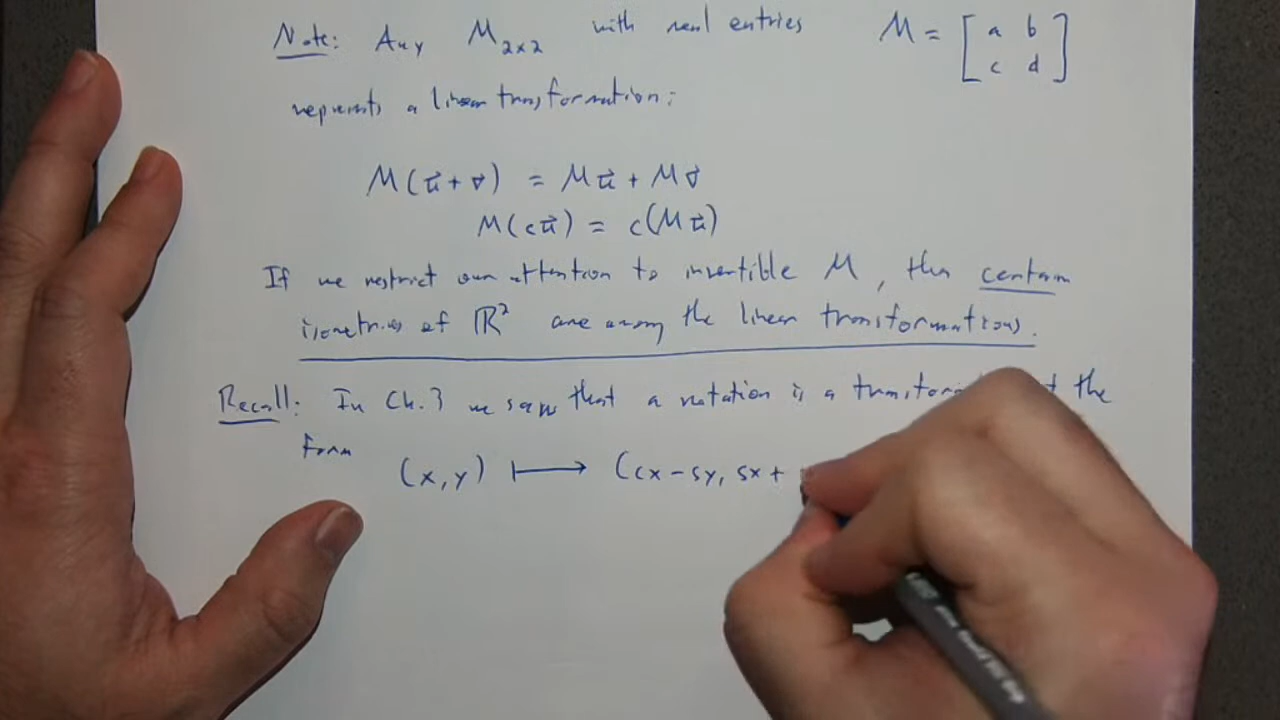 Note: Any M2x2 with real entries M = [a b
c d]
represents a linear transformation:
M(u⃗ + v⃗) = Mu⃗ + Mv⃗
M(cu⃗) = c(Mu⃗)
If we restrict our attention to invertible M, then certain
isometries of ℝ² are among the linear transformations.
Recall: In Ch. 3 we saw that a rotation is a the
form
(x,y) ↦ (cx-sy, sx+